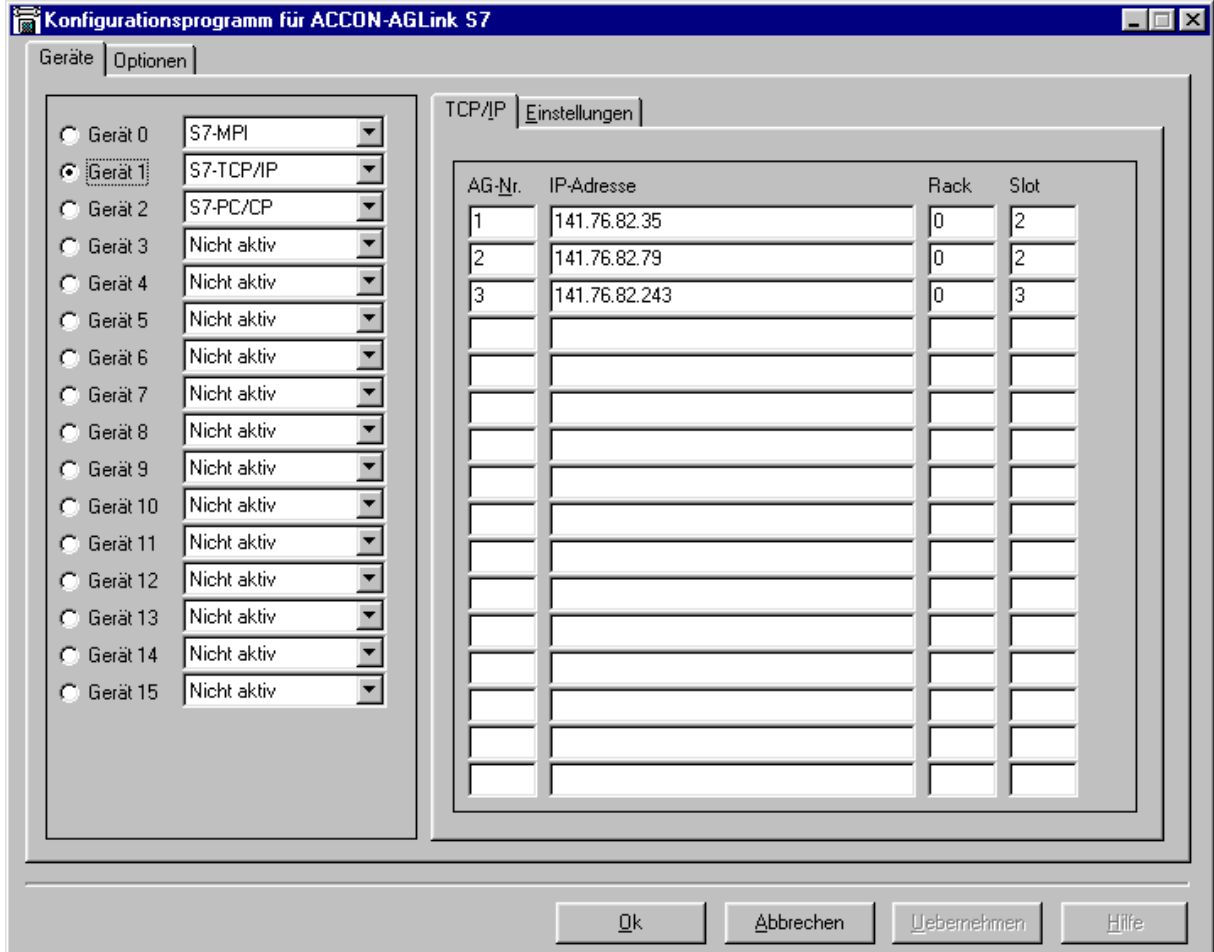 Konfigurationsprogramm für ACCON-AGLink S7
Geräte Optionen
Gerät 0 S7-MPI
Gerät 1 S7-TCP/IP
Gerät 2 S7-PC/CP
Gerät 3 Nicht aktiv
Gerät 4 Nicht aktiv
Gerät 5 Nicht aktiv
Gerät 6 Nicht aktiv
Gerät 7 Nicht aktiv
Gerät 8 Nicht aktiv
Gerät 9 Nicht aktiv
Gerät 10 Nicht aktiv
Gerät 11 Nicht aktiv
Gerät 12 Nicht aktiv
Gerät 13 Nicht aktiv
Gerät 14 Nicht aktiv
Gerät 15 Nicht aktiv
TCP/IP Einstellungen
AG-Nr. IP-Adresse Rack Slot
1 141.76.82.35 0 2
2 141.76.82.79 0 2
3 141.76.82.243 0 3
Ok Abbrechen Uebernehmen Hilfe